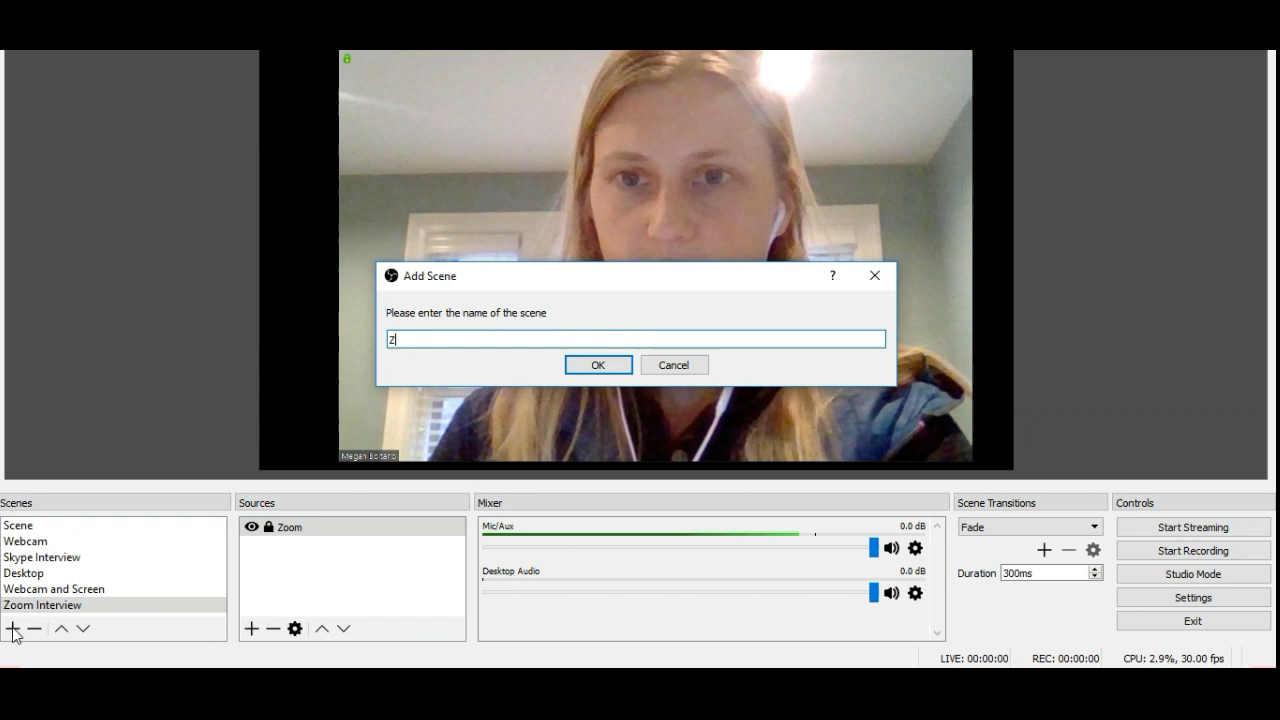 Add Scene
?
Please enter the name of the scene
Z
OK Cancel
Megan
Scenes
Scene
Webcam
Skype Interview
Desktop
Webcam and Screen
Zoom Interview
Sources
Zoom
Mixer
Mic/Aux 0.0 dB
Desktop Audio 0.0 dB
Scene Transitions
Fade
Duration 300ms
Controls
Start Streaming
Start Recording
Studio Mode
Settings
Exit
LIVE: 00:00:00 REC: 00:00:00 CPU: 2.9%, 30.00 fps